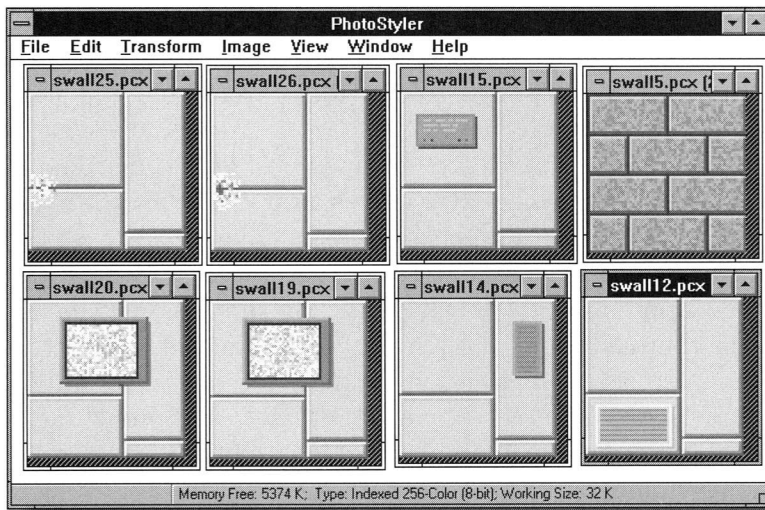 PhotoStyler
File Edit Transform Image View Window Help
swall25.pcx swall26.pcx swall15.pcx swall5.pcx (2
swall20.pcx swall19.pcx swall14.pcx swall12.pcx
Memory Free: 5374 K; Type: Indexed 256-Color (8-bit); Working Size: 32 K